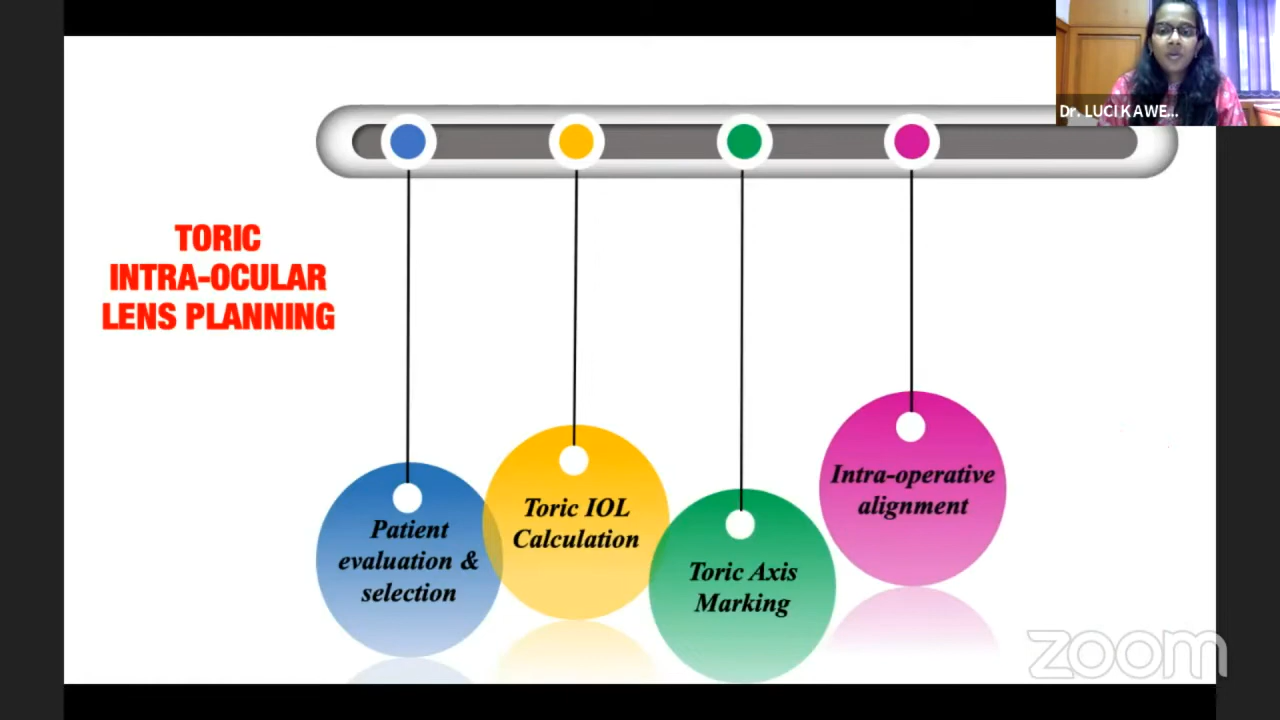 Dr. LUCI KAWE...
TORIC
INTRA-OCULAR
LENS PLANNING
Patient
evaluation &
selection
Toric IOL
Calculation
Toric Axis
Marking
Intra-operative
alignment
zoom